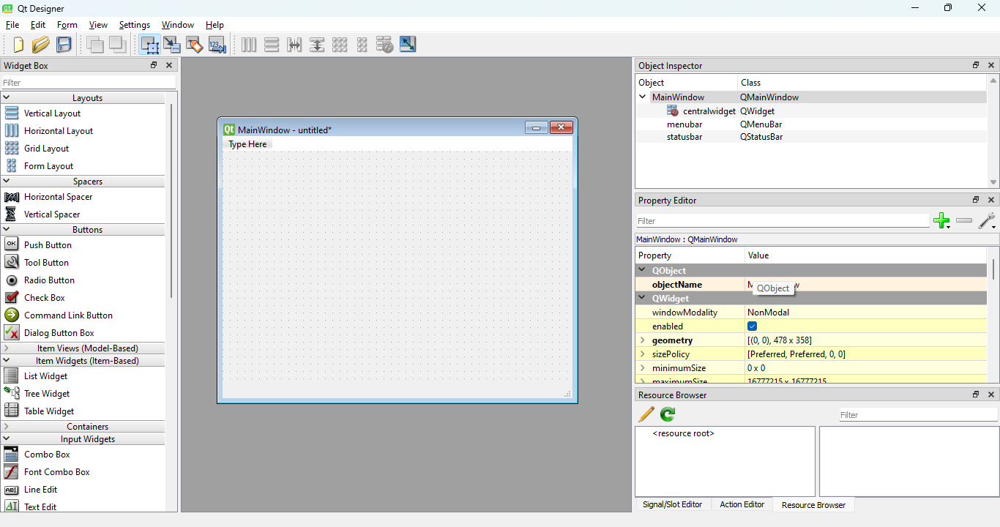 Qt Designer
File Edit Form View Settings Window Help
Widget Box
Filter
Layouts
Vertical Layout
Horizontal Layout
Grid Layout
Form Layout
Spacers
Horizontal Spacer
Vertical Spacer
Buttons
OK Push Button
Tool Button
Radio Button
Check Box
Command Link Button
Dialog Button Box
Item Views (Model-Based)
Item Widgets (Item-Based)
List Widget
Tree Widget
Table Widget
Containers
Input Widgets
Combo Box
Font Combo Box
Line Edit
Text Edit
MainWindow - untitled*
Type Here
Object Inspector
Object Class
MainWindow QMainWindow
centralwidget QWidget
menubar QMenuBar
statusbar QStatusBar
Property Editor
Filter
MainWindow : QMainWindow
Property Value
QObject
objectName
QObject
QWidget
windowModality NonModal
enabled
geometry [(0, 0), 478 x 358]
sizePolicy [Preferred, Preferred, 0, 0]
minimumSize 0 x 0
maximumSize 16777215 x 16777215
Resource Browser
Filter
<resource root>
Signal/Slot Editor Action Editor Resource Browser